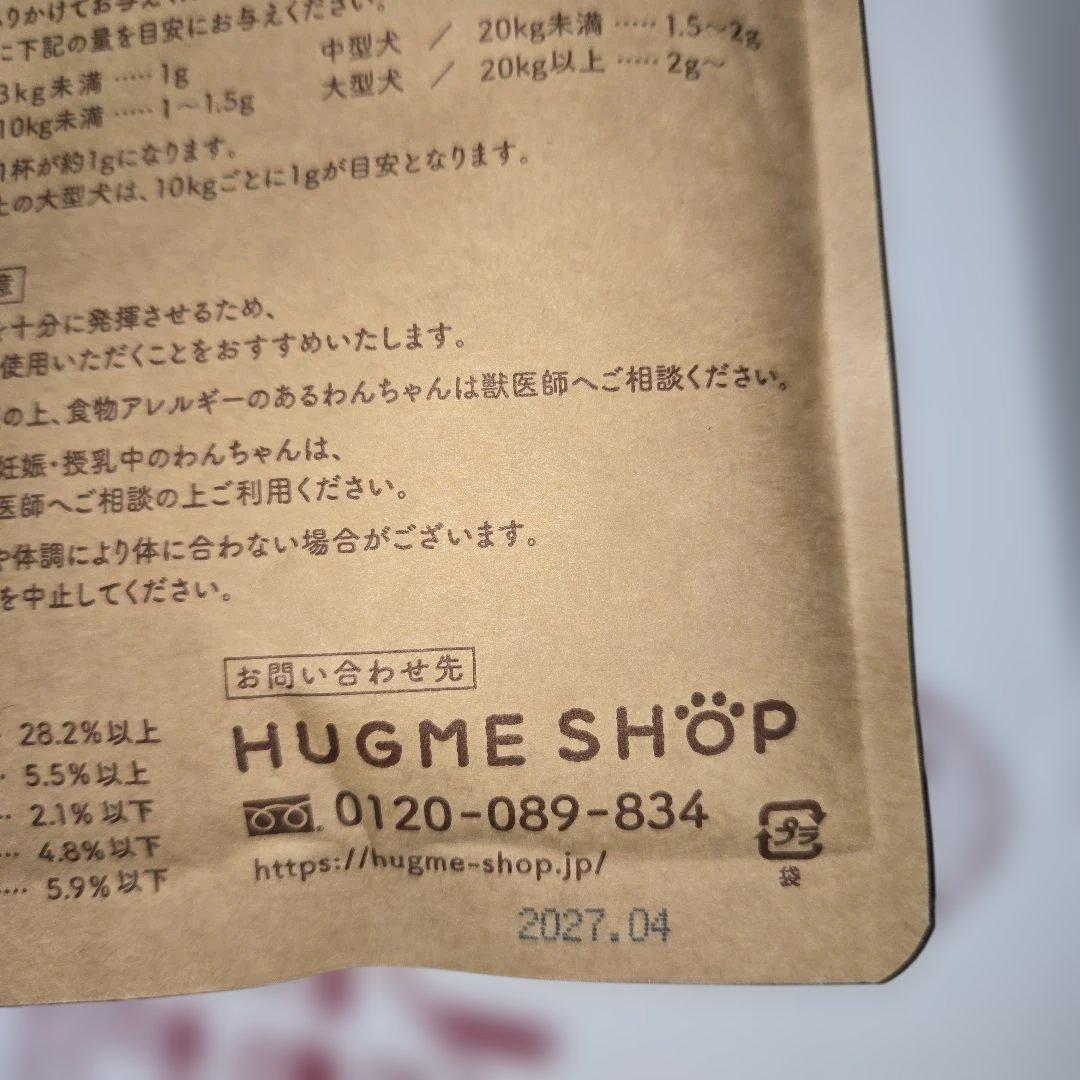 りかけてお与えく
に下記の量を目安にお与えください。
3kg未満 ····· 1g
10kg未満 ····· 1〜1.5g
中型犬 / 20kg未満 ····· 1.5〜2g
大型犬 / 20kg以上 ····· 2g〜
1杯が約1gになります。
の大型犬は、10kgごとに1gが目安となります。
意
を十分に発揮させるため、
使用いただくことをおすすめいたします。
の上、食物アレルギーのあるわんちゃんは獣医師へご相談ください。
妊娠・授乳中のわんちゃんは、
医師へご相談の上ご利用ください。
や体調により体に合わない場合がございます。
を中止してください。
28.2%以上
5.5%以上
2.1%以下
4.8%以下
5.9%以下
お問い合わせ先
HUGME SHOP
0120-089-834
https://hugme-shop.jp/
プラ
袋
2027.04